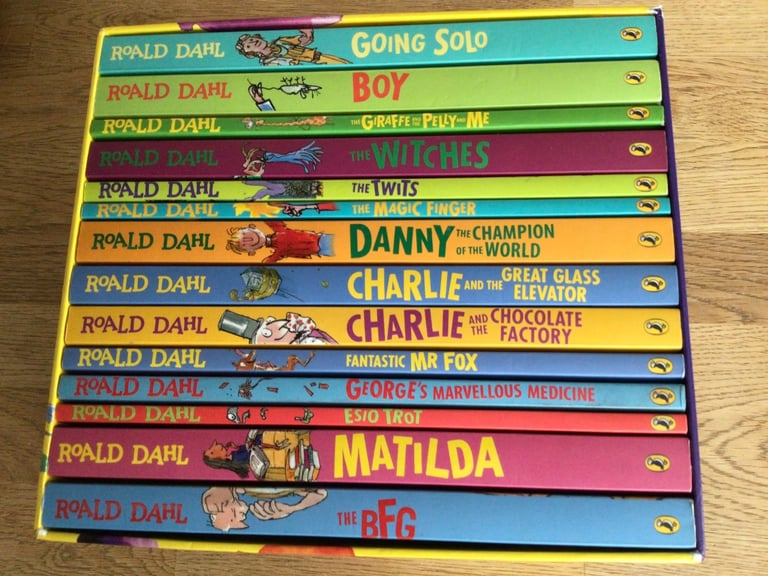 ROALD DAHL GOING SOLO
ROALD DAHL BOY
ROALD DAHL THE GIRAFFE AND THE PELLY AND ME
ROALD DAHL THE WITCHES
ROALD DAHL THE TWITS
ROALD DAHL THE MAGIC FINGER
ROALD DAHL DANNY THE CHAMPION
OF THE WORLD
ROALD DAHL CHARLIE AND THE GREAT GLASS
ELEVATOR
ROALD DAHL CHARLIE AND THE CHOCOLATE
FACTORY
ROALD DAHL FANTASTIC MR FOX
ROALD DAHL GEORGE'S MARVELLOUS MEDICINE
ROALD DAHL ESIO TROT
ROALD DAHL MATILDA
ROALD DAHL THE BFG